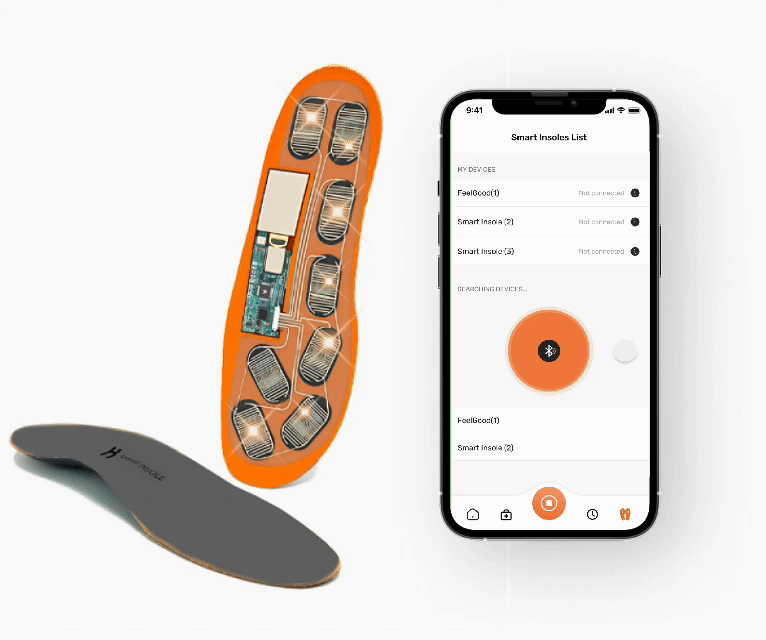 9:41
Smart Insoles List
MY DEVICES
FeelGood(1) Not connected
Smart Insole (2) Not connected
Smart Insole (3) Not connected
SEARCHING DEVICES...
FeelGood(1)
Smart Insole (2)
INSOLE